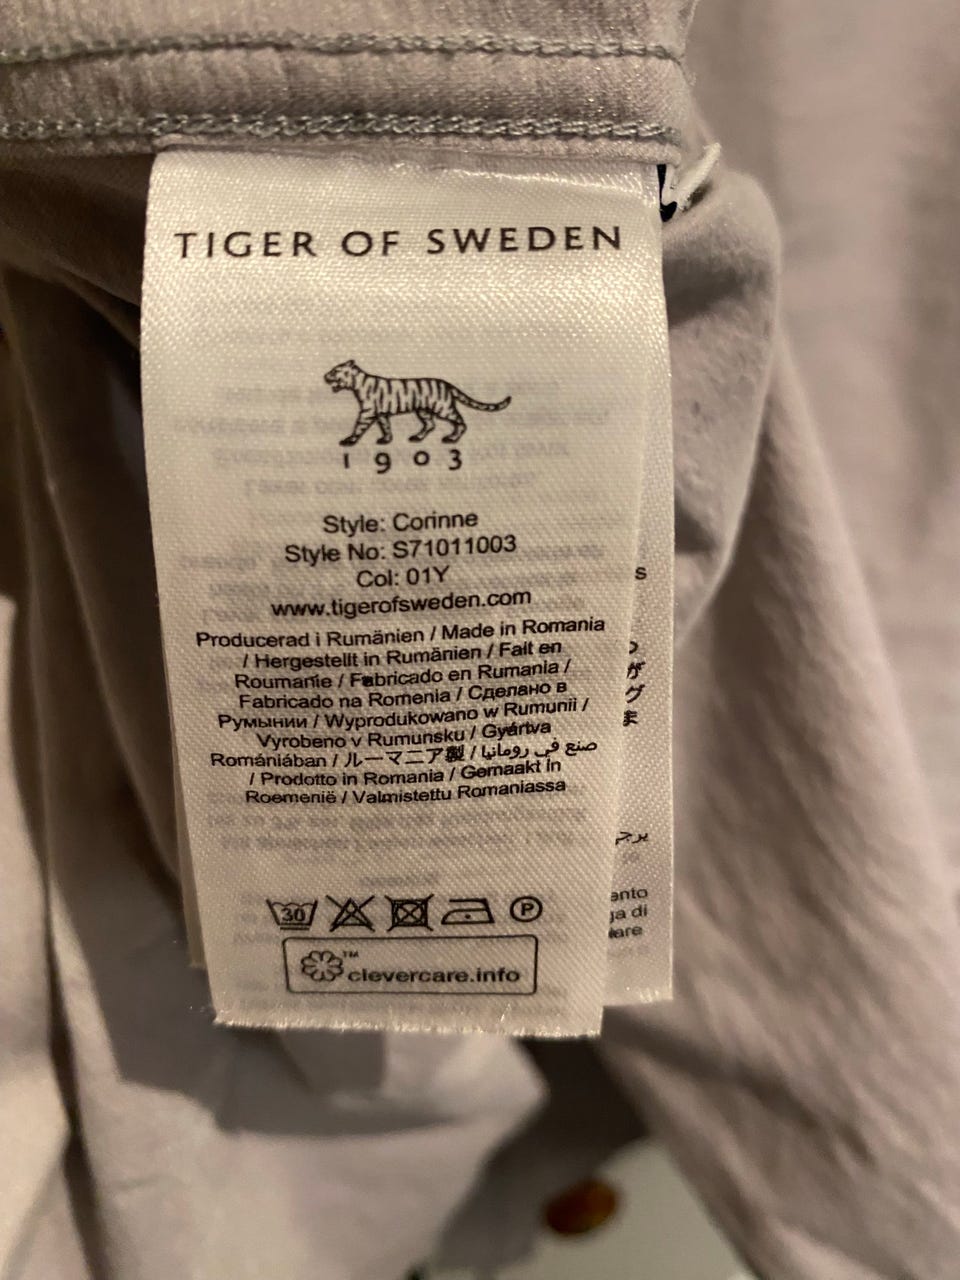 TIGER OF SWEDEN
1903
Style: Corinne
Style No: S71011003
Col: 01Y
www.tigerofsweden.com
Producerad i Rumänien / Made in Romania
/ Hergestellt in Rumänien / Fait en
Roumanie / Fabricado en Rumania /
Fabricado na Romenia / Сделано в
Румынии / Wyprodukowano w Rumunii /
Vyrobeno v Rumunsku / Gyártva
Romániában / ルーマニア製 / صنع في رومانيا
/ Prodotto in Romania / Gemaakt in
Roemenië / Valmistettu Romaniassa
30 P
™
clevercare.info